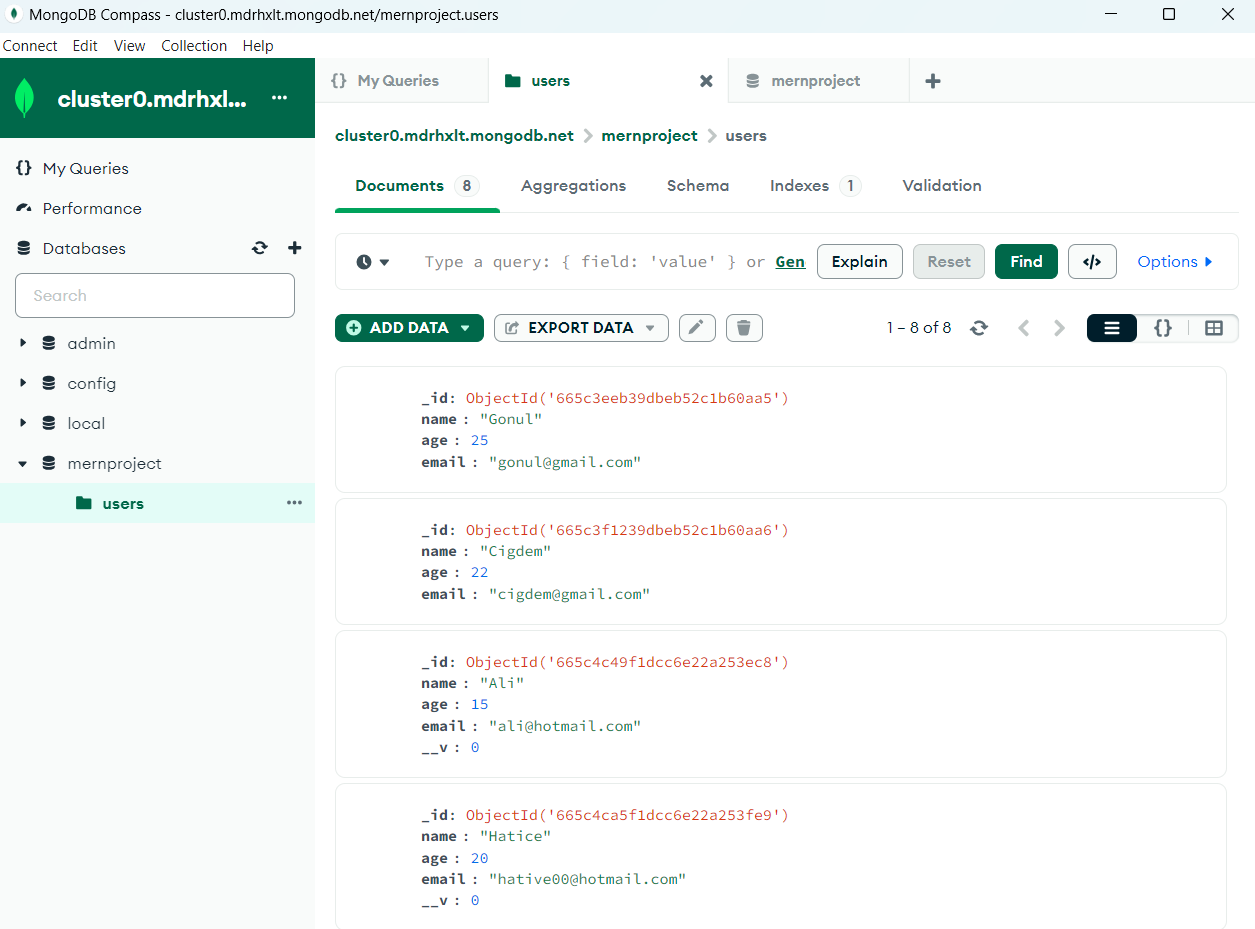 MongoDB Compass - cluster0.mdrhxlt.mongodb.net/mernproject.users
Connect Edit View Collection Help
cluster0.mdrhxl... ...
{} My Queries
users
mernproject
cluster0.mdrhxlt.mongodb.net > mernproject > users
{} My Queries
Performance
Databases
Search
admin
config
local
mernproject
users ...
Documents 8 Aggregations Schema Indexes 1 Validation
Type a query: { field: 'value' } or Gen Explain Reset Find </> Options
ADD DATA EXPORT DATA 1 – 8 of 8 {}
_id: ObjectId('665c3eeb39dbeb52c1b60aa5')
name : "Gonul"
age : 25
email : "gonul@gmail.com"
_id: ObjectId('665c3f1239dbeb52c1b60aa6')
name : "Cigdem"
age : 22
email : "cigdem@gmail.com"
_id: ObjectId('665c4c49f1dcc6e22a253ec8')
name : "Ali"
age : 15
email : "ali@hotmail.com"
__v : 0
_id: ObjectId('665c4ca5f1dcc6e22a253fe9')
name : "Hatice"
age : 20
email : "hative00@hotmail.com"
__v : 0